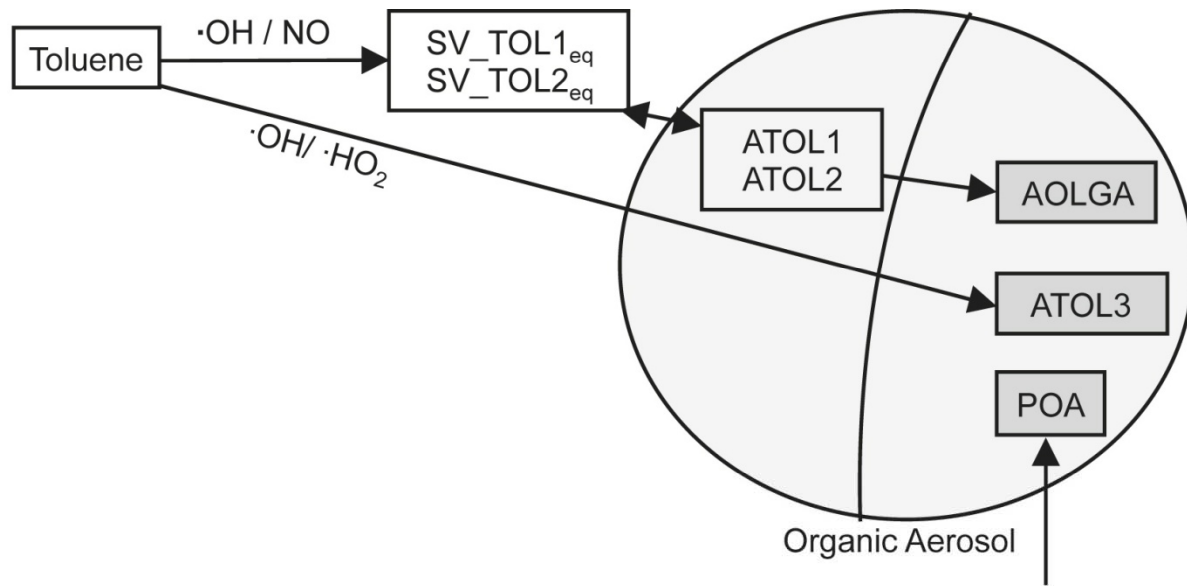 Toluene
·OH / NO
SV_TOL1eq
SV_TOL2eq
·OH/ ·HO₂
ATOL1
ATOL2
AOLGA
ATOL3
POA
Organic Aerosol